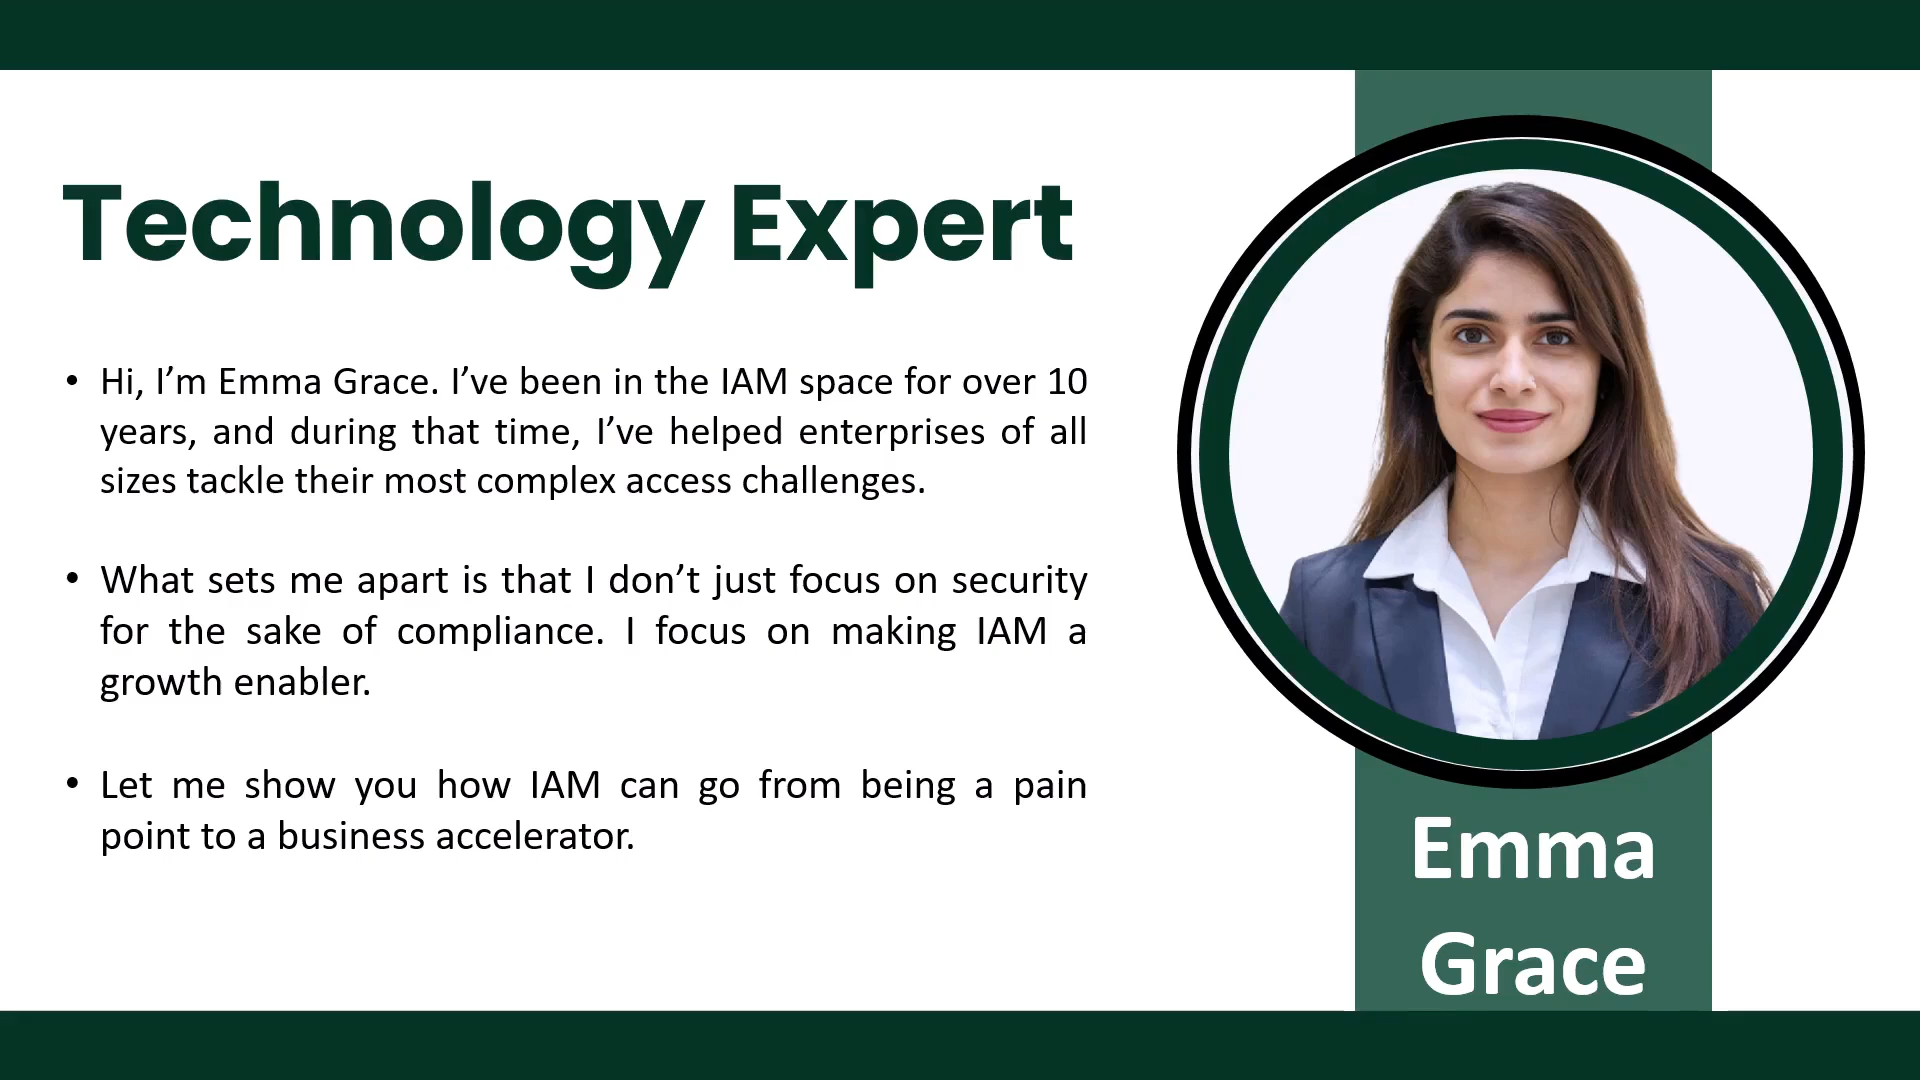 Technology Expert
• Hi, I’m Emma Grace. I’ve been in the IAM space for over 10
years, and during that time, I’ve helped enterprises of all
sizes tackle their most complex access challenges.
• What sets me apart is that I don’t just focus on security
for the sake of compliance. I focus on making IAM a
growth enabler.
• Let me show you how IAM can go from being a pain
point to a business accelerator.
Emma
Grace